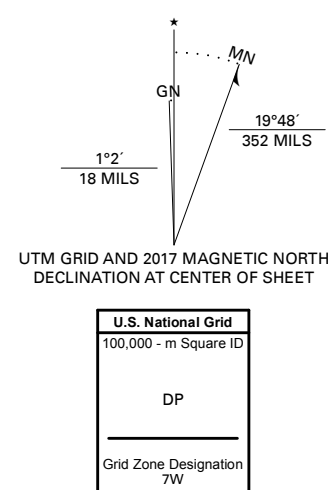 ★
MN
GN
19°48´
352 MILS
1°2´
18 MILS
UTM GRID AND 2017 MAGNETIC NORTH
DECLINATION AT CENTER OF SHEET
U.S. National Grid
100,000 - m Square ID
DP
Grid Zone Designation
7W